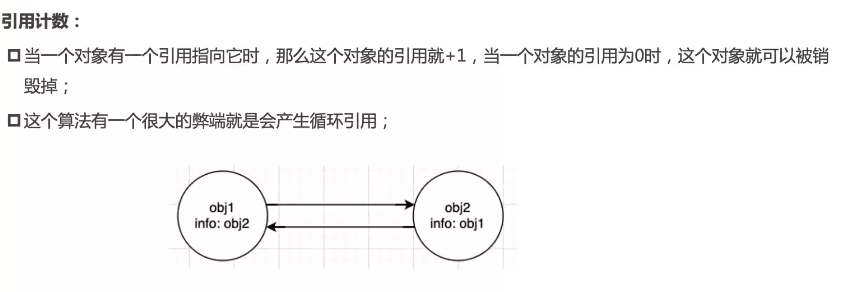 引用计数：
当一个对象有一个引用指向它时，那么这个对象的引用就+1，当一个对象的引用为0时，这个对象就可以被销
毁掉；
这个算法有一个很大的弊端就是会产生循环引用；
obj1
info: obj2
obj2
info: obj1